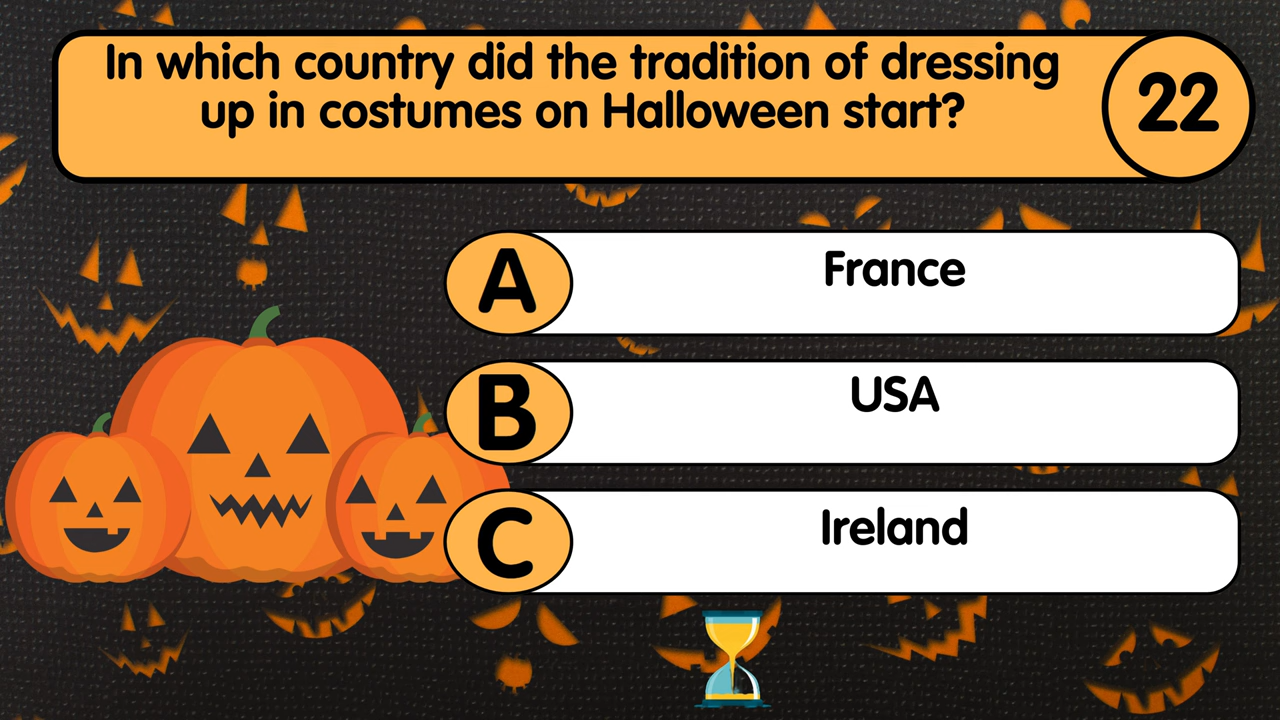 In which country did the tradition of dressing
up in costumes on Halloween start?
22
A
France
B
USA
C
Ireland